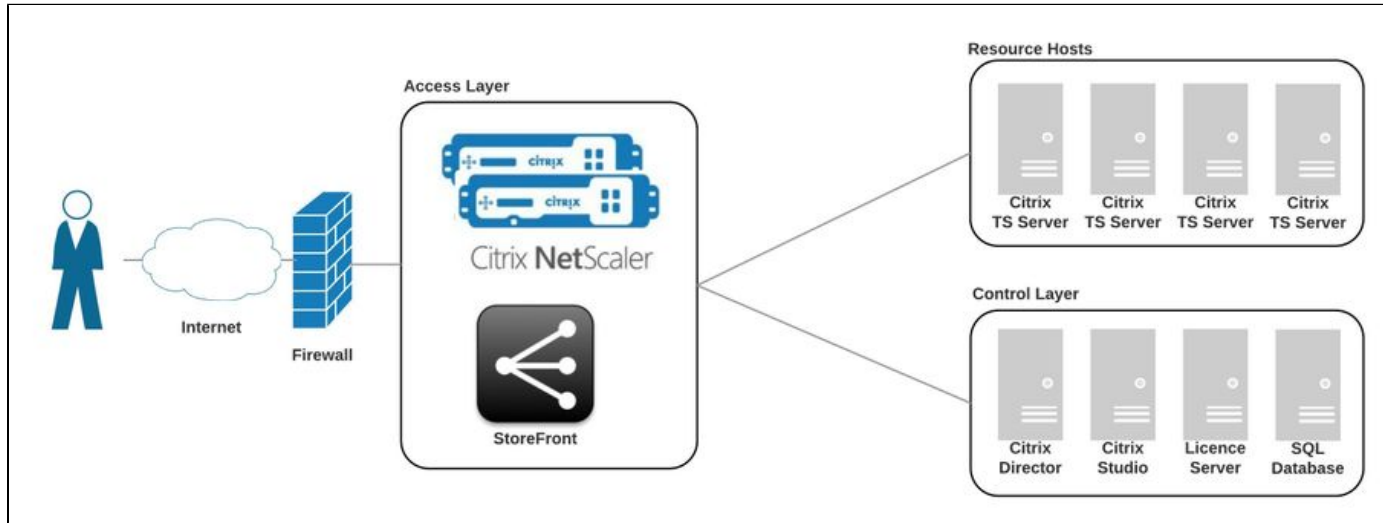 Resource Hosts
Access Layer
CITRIX
CITRIX
Citrix NetScaler
StoreFront
Internet
Firewall
Citrix
TS Server
Citrix
TS Server
Citrix
TS Server
Citrix
TS Server
Control Layer
Citrix
Director
Citrix
Studio
Licence
Server
SQL
Database